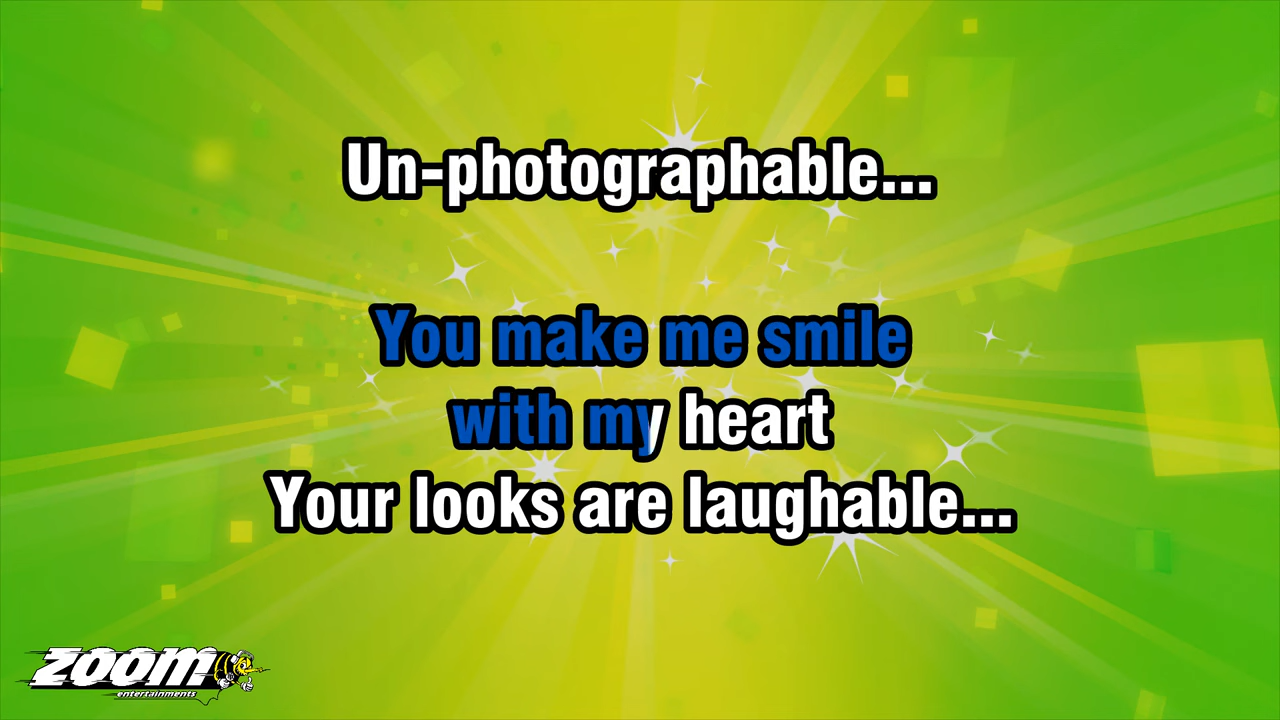 Un-photographable...
You make me smile
with my heart
Your looks are laughable...
zoom
entertainments